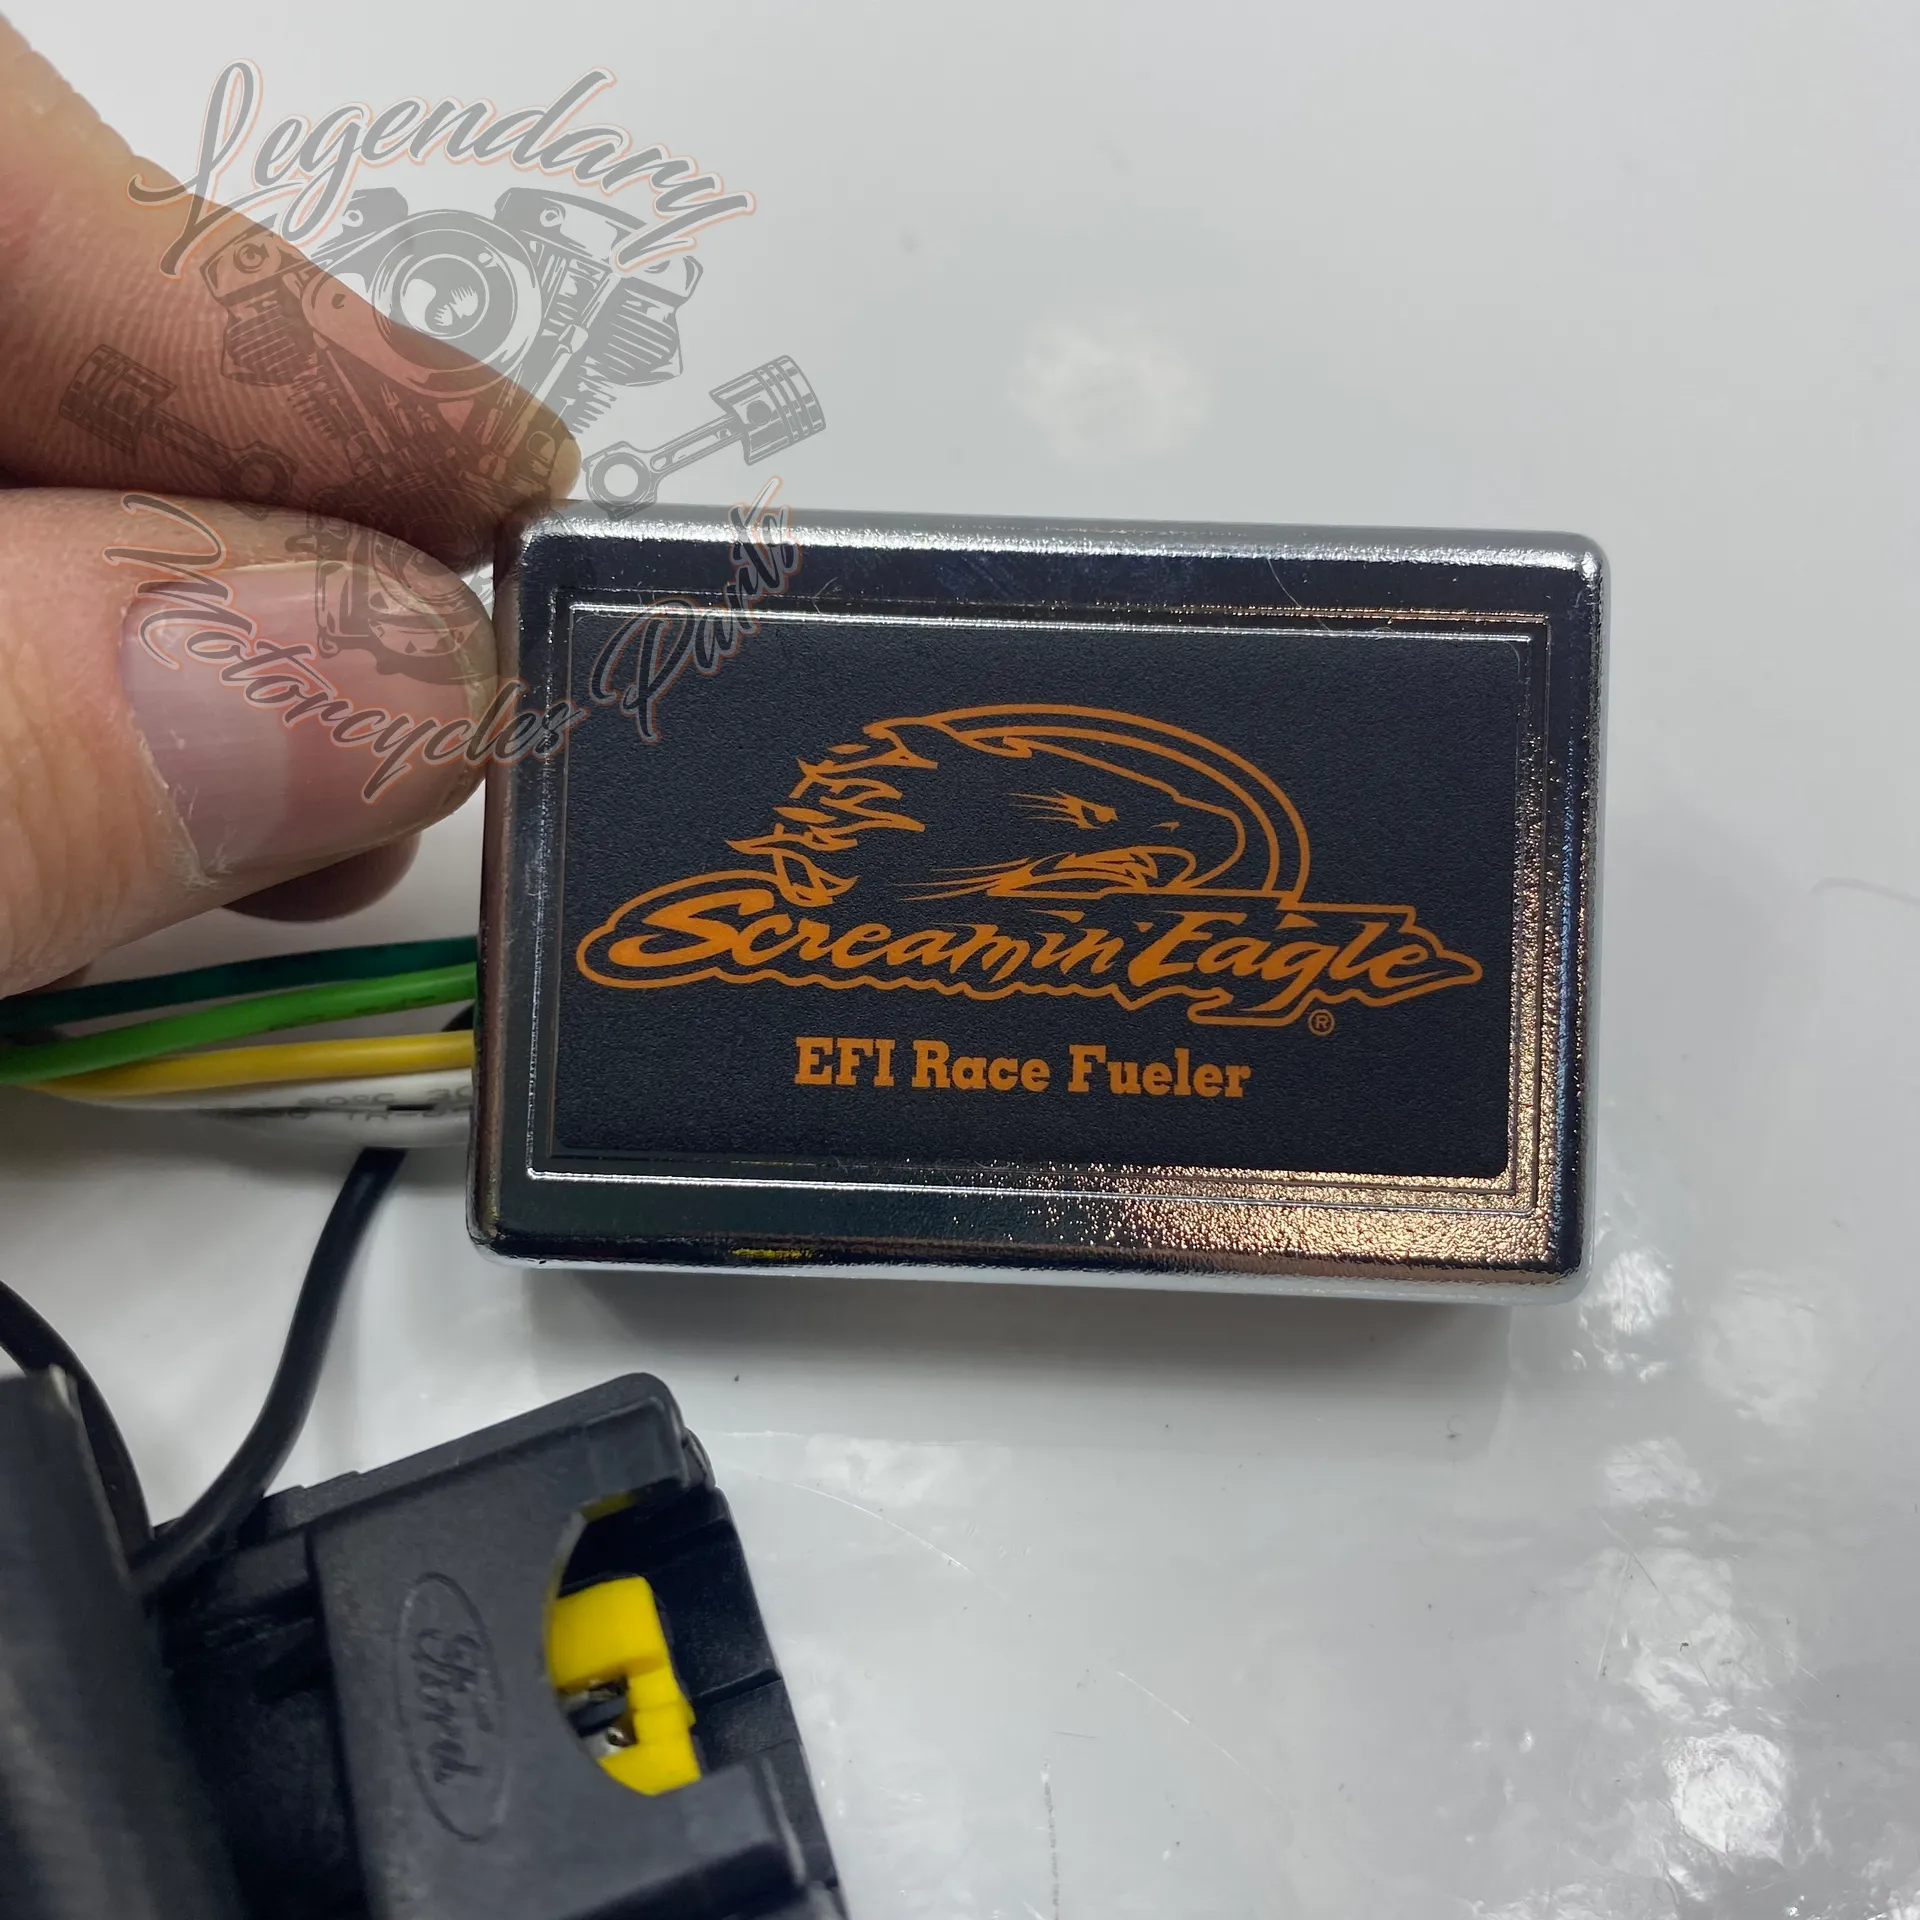 Legendary
Motorcycles Parts
Screamin' Eagle
®
EFI Race Fueler
Ford